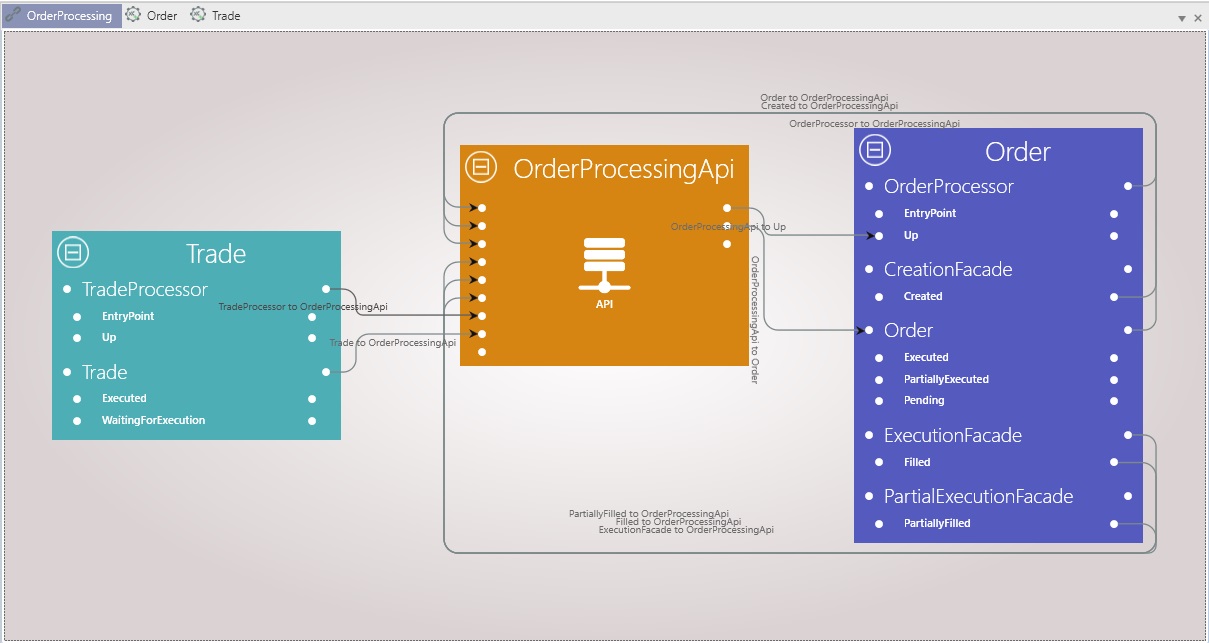 OrderProcessing
Order
Trade
Order to OrderProcessingApi
Created to OrderProcessingApi
OrderProcessor to OrderProcessingApi
Trade
TradeProcessor
EntryPoint
Up
Trade
Executed
WaitingForExecution
TradeProcessor to OrderProcessingApi
Trade to OrderProcessingApi
OrderProcessingApi
API
OrderProcessingApi to Up
OrderProcessingApi to Order
Order
OrderProcessor
EntryPoint
Up
CreationFacade
Created
Order
Executed
PartiallyExecuted
Pending
ExecutionFacade
Filled
PartialExecutionFacade
PartiallyFilled
PartiallyFilled to OrderProcessingApi
Filled to OrderProcessingApi
ExecutionFacade to OrderProcessingApi